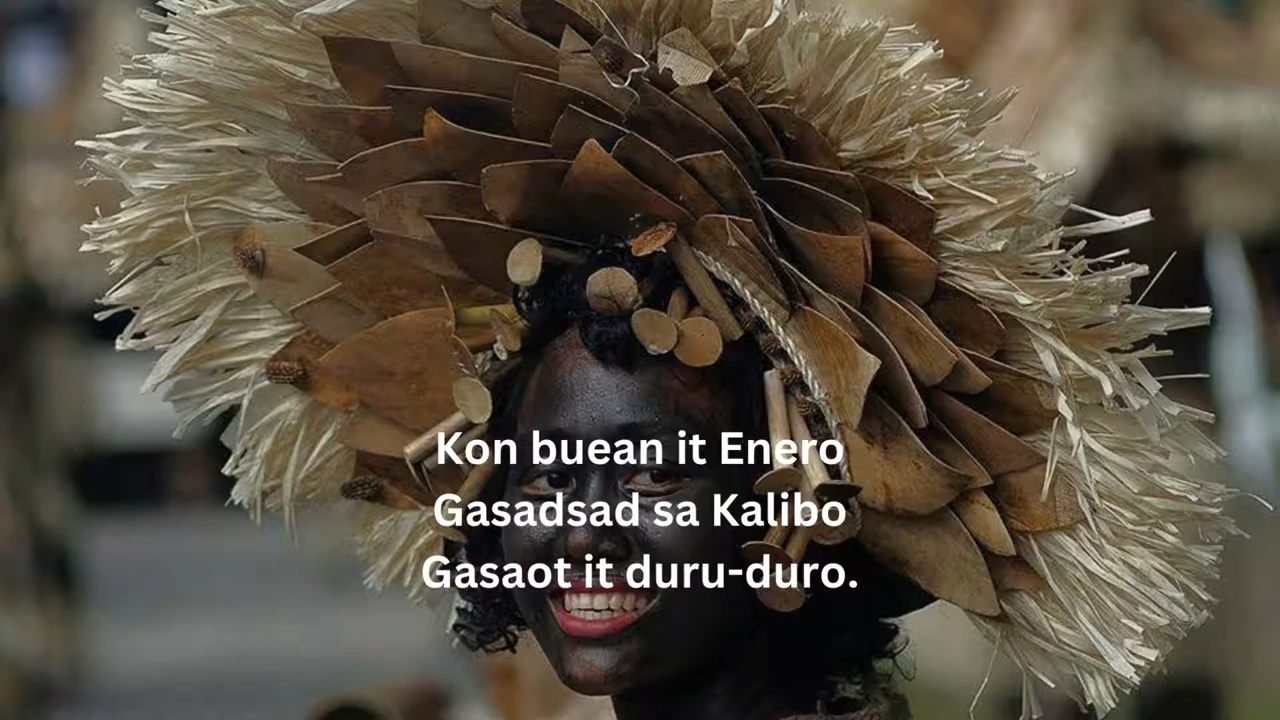 Kon buean it Enero
Gasadsad sa Kalibo
Gasaot it duru-duro.